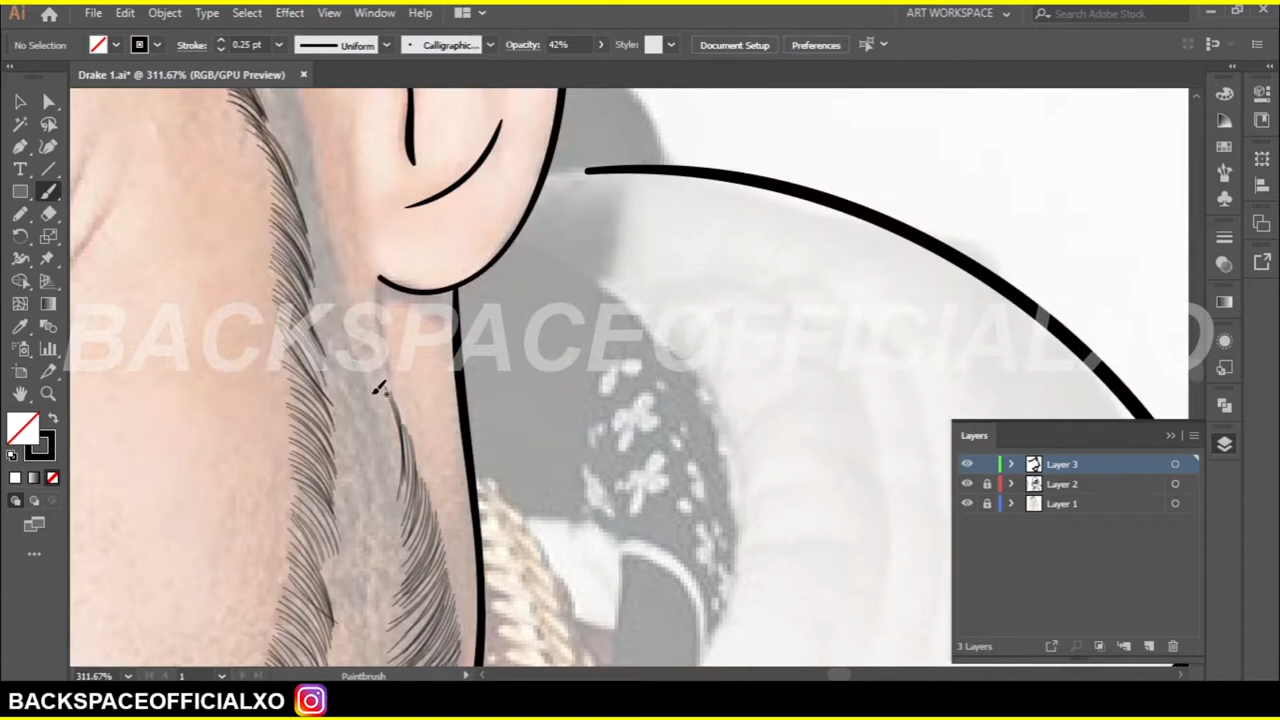 Ai File Edit Object Type Select Effect View Window Help ART WORKSPACE Search Adobe Stock
No Selection Stroke: 0.25 pt Uniform Calligraphic... Opacity: 42% Style: Document Setup Preferences
Drake 1.ai* @ 311.67% (RGB/GPU Preview) ×
BACKSPACEOFFICIALXO
Layers
Layer 3
Layer 2
Layer 1
3 Layers
311.67% 1 Paintbrush
BACKSPACEOFFICIALXO